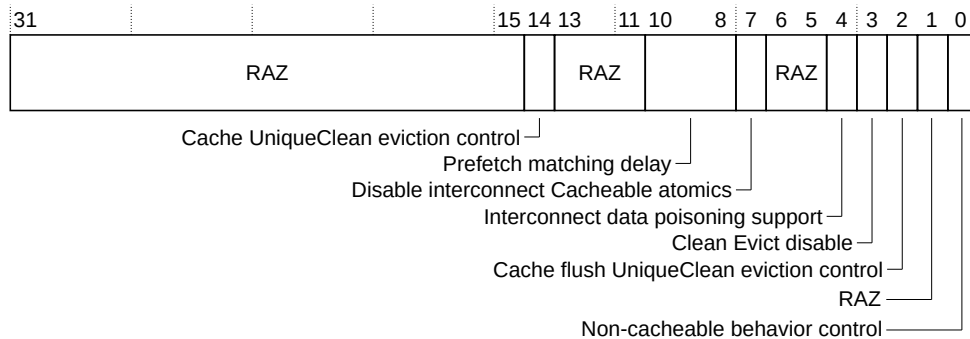 31 15 14 13 11 10 8 7 6 5 4 3 2 1 0
RAZ RAZ RAZ
Cache UniqueClean eviction control
Prefetch matching delay
Disable interconnect Cacheable atomics
Interconnect data poisoning support
Clean Evict disable
Cache flush UniqueClean eviction control
RAZ
Non-cacheable behavior control